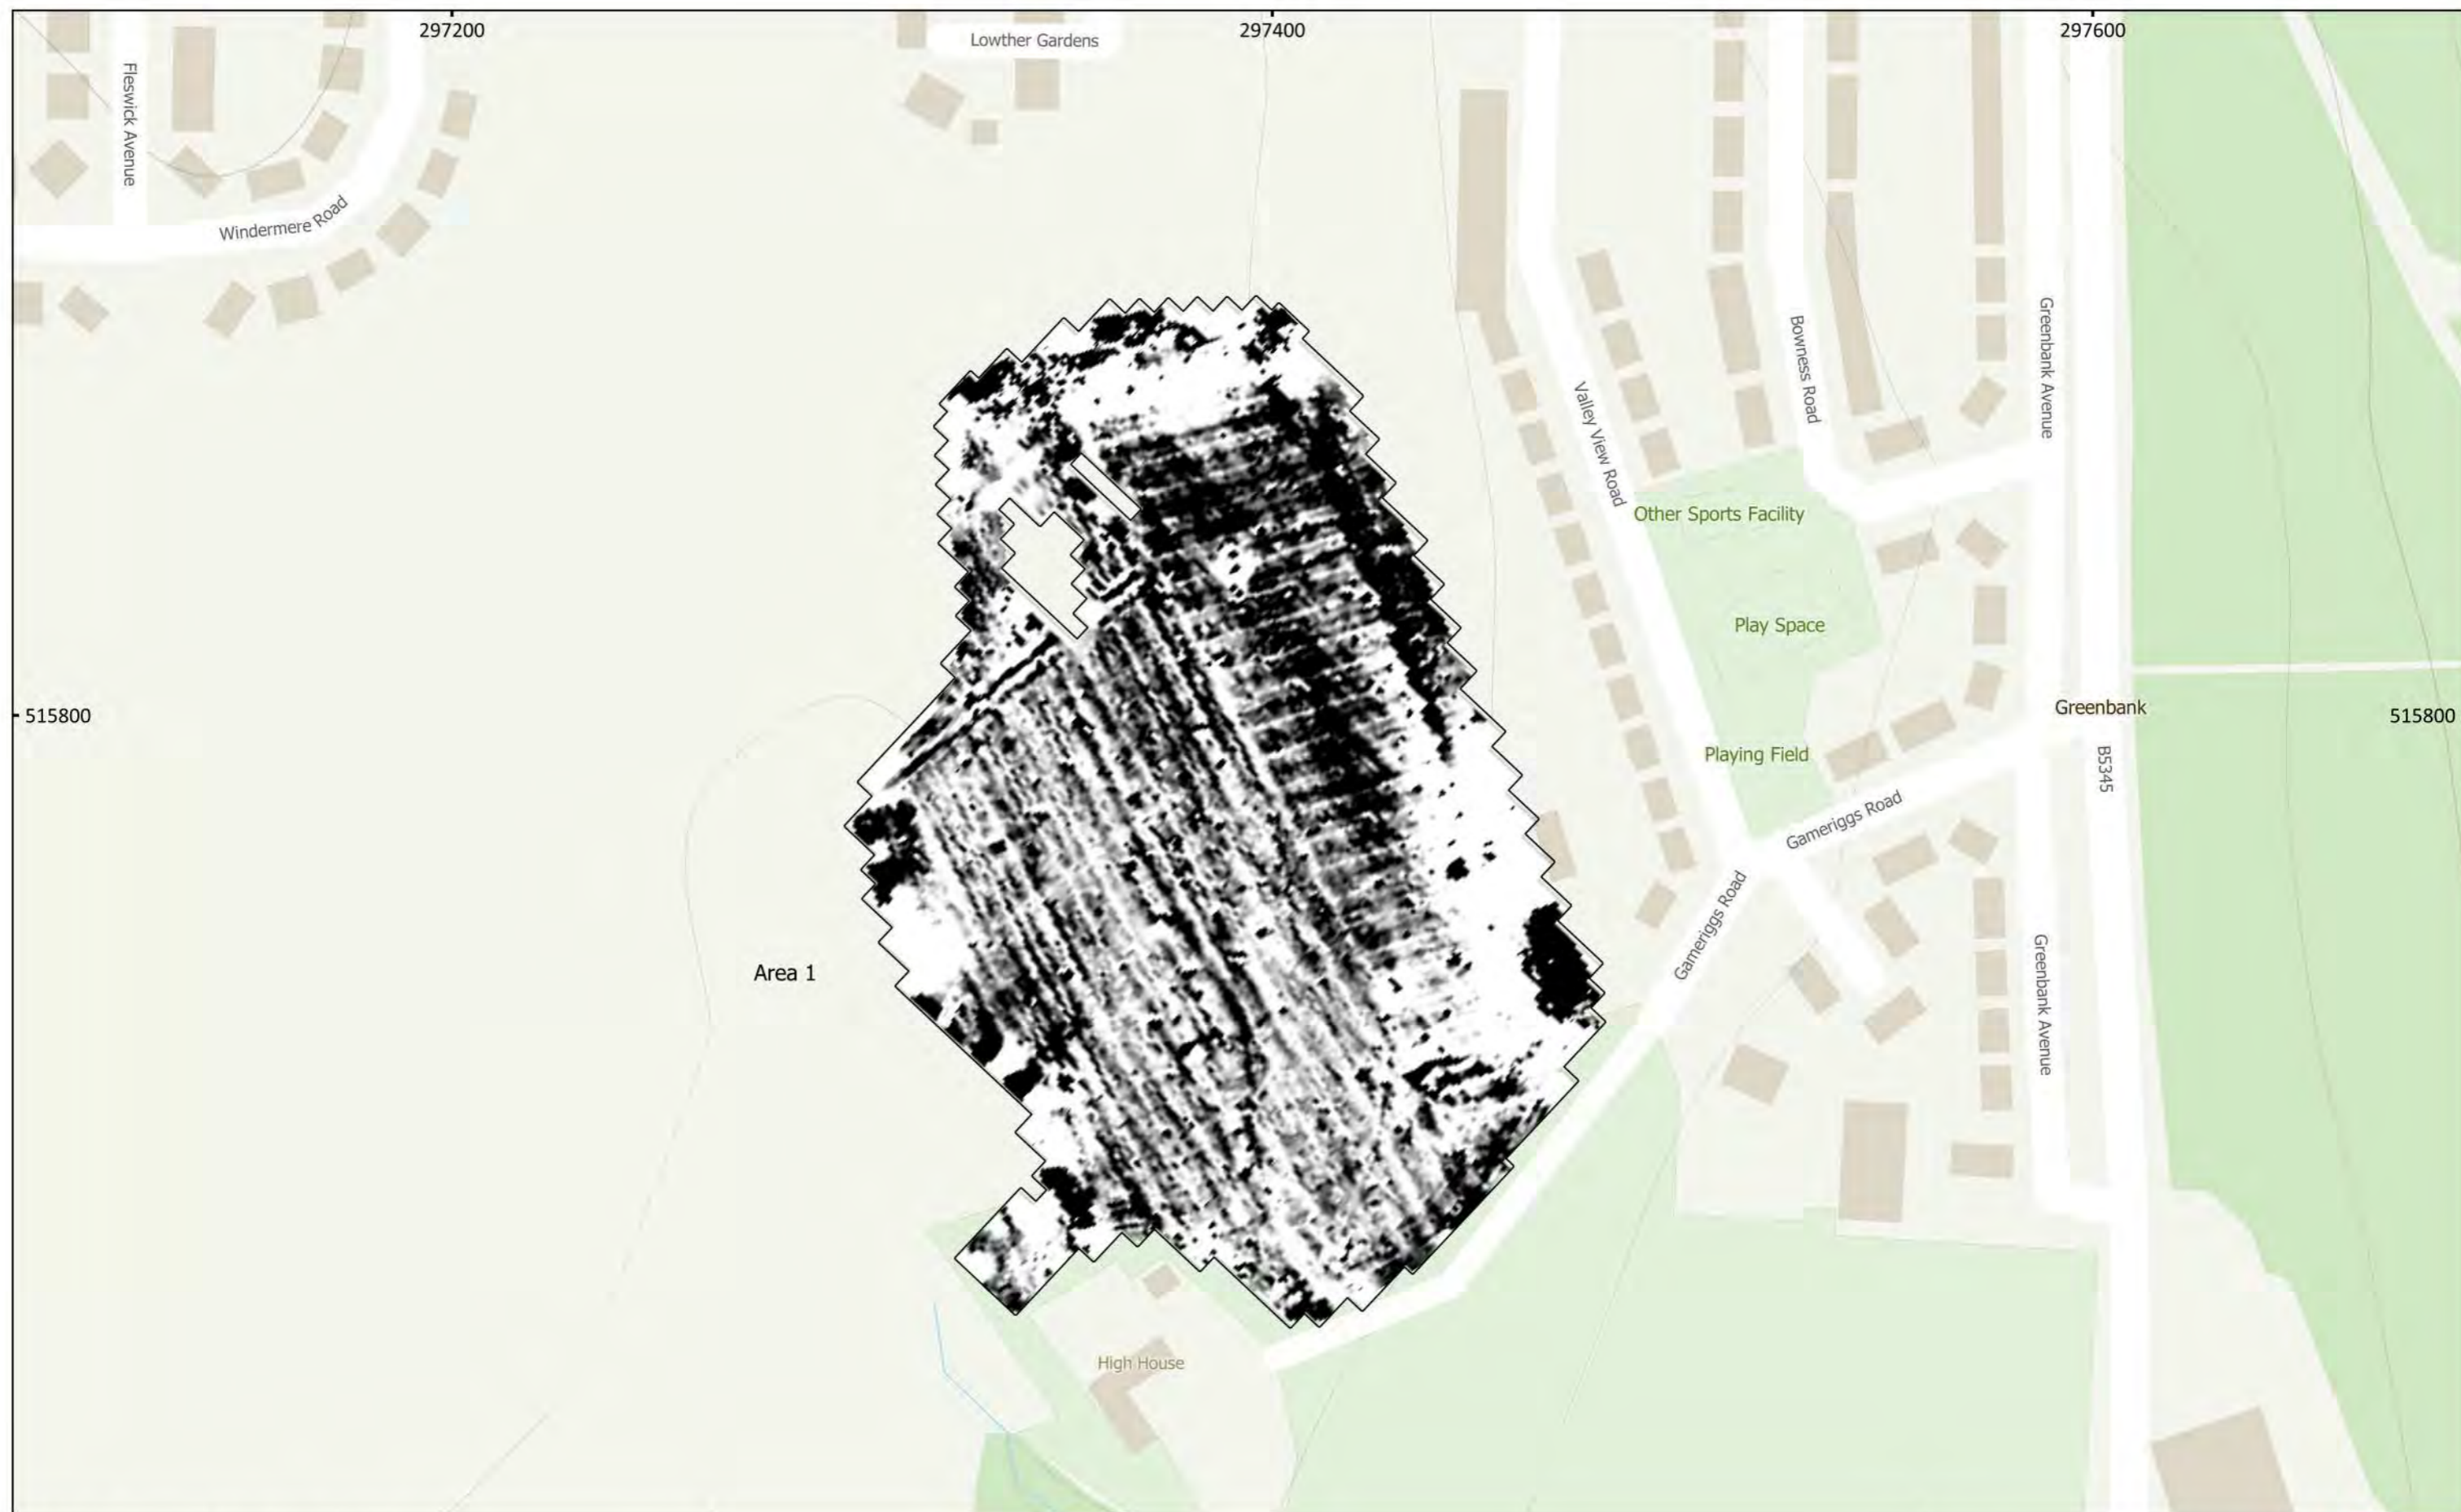 297200
297400
297600
Lowther Gardens
Fleswick Avenue
Windermere Road
Greenbank Avenue
Bowness Road
Valley View Road
Other Sports Facility
Play Space
515800
Greenbank
515800
Playing Field
B5345
Gameriggs Road
Gameriggs Road
Area 1
Greenbank Avenue
High House